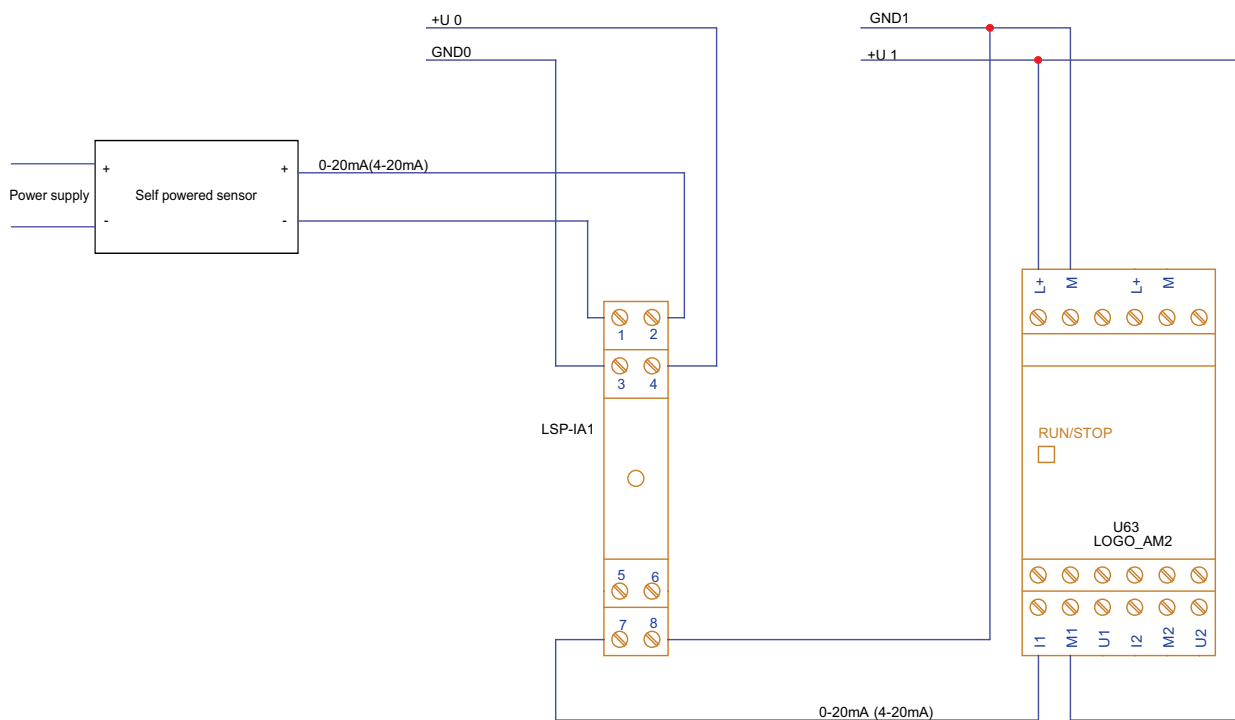 +U 0
GND1
GND0
+U 1
0-20mA(4-20mA)
+ +
Power supply
Self powered sensor
- -
L+ M L+ M
1 2
3 4
LSP-IA1
RUN/STOP
U63
LOGO_AM2
5 6
7 8
I1 M1 U1 I2 M2 U2
0-20mA (4-20mA)